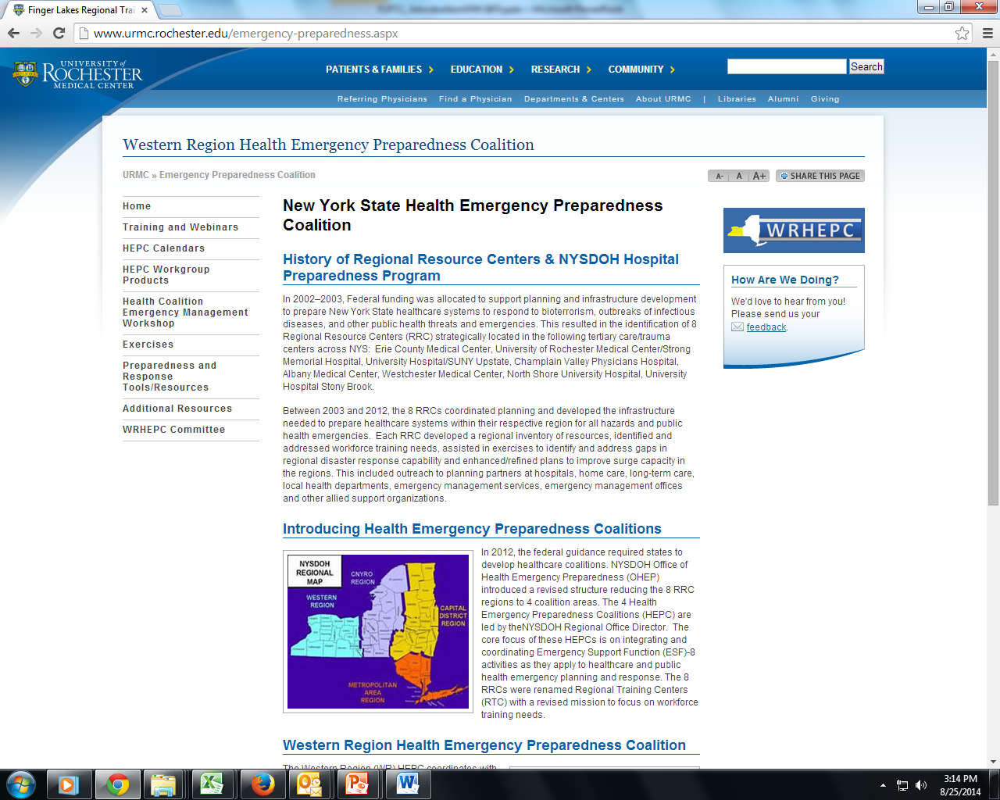 Finger Lakes Regional Trai
www.urmc.rochester.edu/emergency-preparedness.aspx
UNIVERSITY of
ROCHESTER
MEDICAL CENTER
PATIENTS & FAMILIES
EDUCATION
RESEARCH
COMMUNITY
Search
Referring Physicians
Find a Physician
Departments & Centers
About URMC
|
Libraries
Alumni
Giving
Western Region Health Emergency Preparedness Coalition
URMC » Emergency Preparedness Coalition
A-
A
A+
SHARE THIS PAGE
Home
Training and Webinars
HEPC Calendars
HEPC Workgroup
Products
Health Coalition
Emergency Management
Workshop
Exercises
Preparedness and
Response
Tools/Resources
Additional Resources
WRHEPC Committee
New York State Health Emergency Preparedness
Coalition
History of Regional Resource Centers & NYSDOH Hospital
Preparedness Program
In 2002–2003, Federal funding was allocated to support planning and infrastructure development
to prepare New York State healthcare systems to respond to bioterrorism, outbreaks of infectious
diseases, and other public health threats and emergencies. This resulted in the identification of 8
Regional Resource Centers (RRC) strategically located in the following tertiary care/trauma
centers across NYS:  Erie County Medical Center, University of Rochester Medical Center/Strong
Memorial Hospital, University Hospital/SUNY Upstate, Champlain Valley Physicians Hospital,
Albany Medical Center, Westchester Medical Center, North Shore University Hospital, University
Hospital Stony Brook.
Between 2003 and 2012, the 8 RRCs coordinated planning and developed the infrastructure
needed to prepare healthcare systems within their respective region for all hazards and public
health emergencies.  Each RRC developed a regional inventory of resources, identified and
addressed workforce training needs, assisted in exercises to identify and address gaps in
regional disaster response capability and enhanced/refined plans to improve surge capacity in
the regions. This included outreach to planning partners at hospitals, home care, long-term care,
local health departments, emergency management services, emergency management offices
and other allied support organizations.
Introducing Health Emergency Preparedness Coalitions
NYSDOH
REGIONAL
MAP
CNYRO
REGION
WESTERN
REGION
CAPITAL
DISTRICT
REGION
METROPOLITAN
AREA
REGION
In 2012, the federal guidance required states to
develop healthcare coalitions. NYSDOH Office of
Health Emergency Preparedness (OHEP)
introduced a revised structure reducing the 8 RRC
regions to 4 coalition areas. The 4 Health
Emergency Preparedness Coalitions (HEPC) are
led by theNYSDOH Regional Office Director.  The
core focus of these HEPCs is on integrating and
coordinating Emergency Support Function (ESF)-8
activities as they apply to healthcare and public
health emergency planning and response. The 8
RRCs were renamed Regional Training Centers
(RTC) with a revised mission to focus on workforce
training needs.
Western Region Health Emergency Preparedness Coalition
The Western Region (WR) HEPC coordinates with
WRHEPC
How Are We Doing?
We'd love to hear from you!
Please send us your
feedback.
3:14 PM
8/25/2014